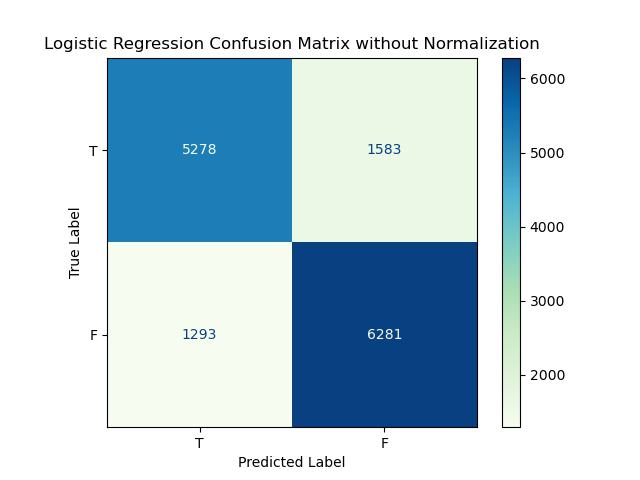 Logistic Regression Confusion Matrix without Normalization
True Label
T
5278
1583
F
1293
6281
T
F
Predicted Label
6000
5000
4000
3000
2000